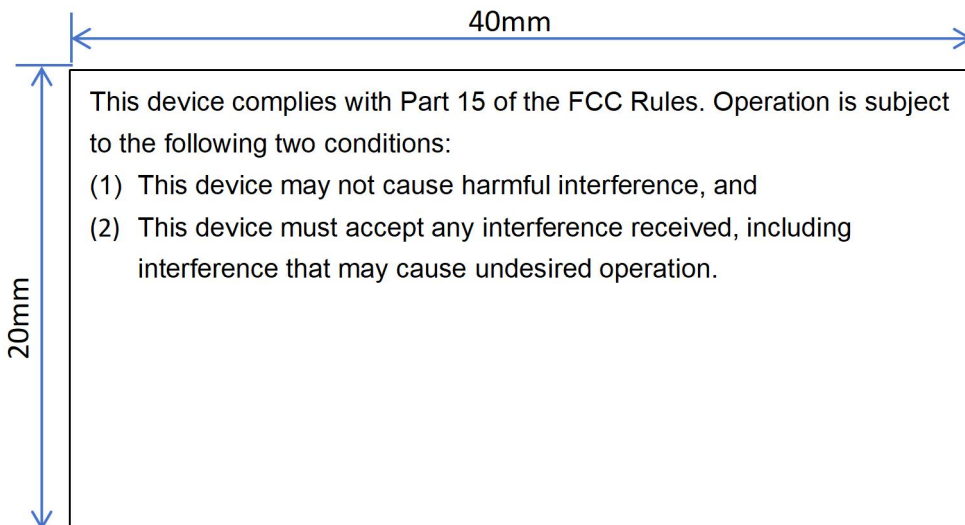 40mm
20mm
This device complies with Part 15 of the FCC Rules. Operation is subject
to the following two conditions:
(1) This device may not cause harmful interference, and
(2) This device must accept any interference received, including
interference that may cause undesired operation.